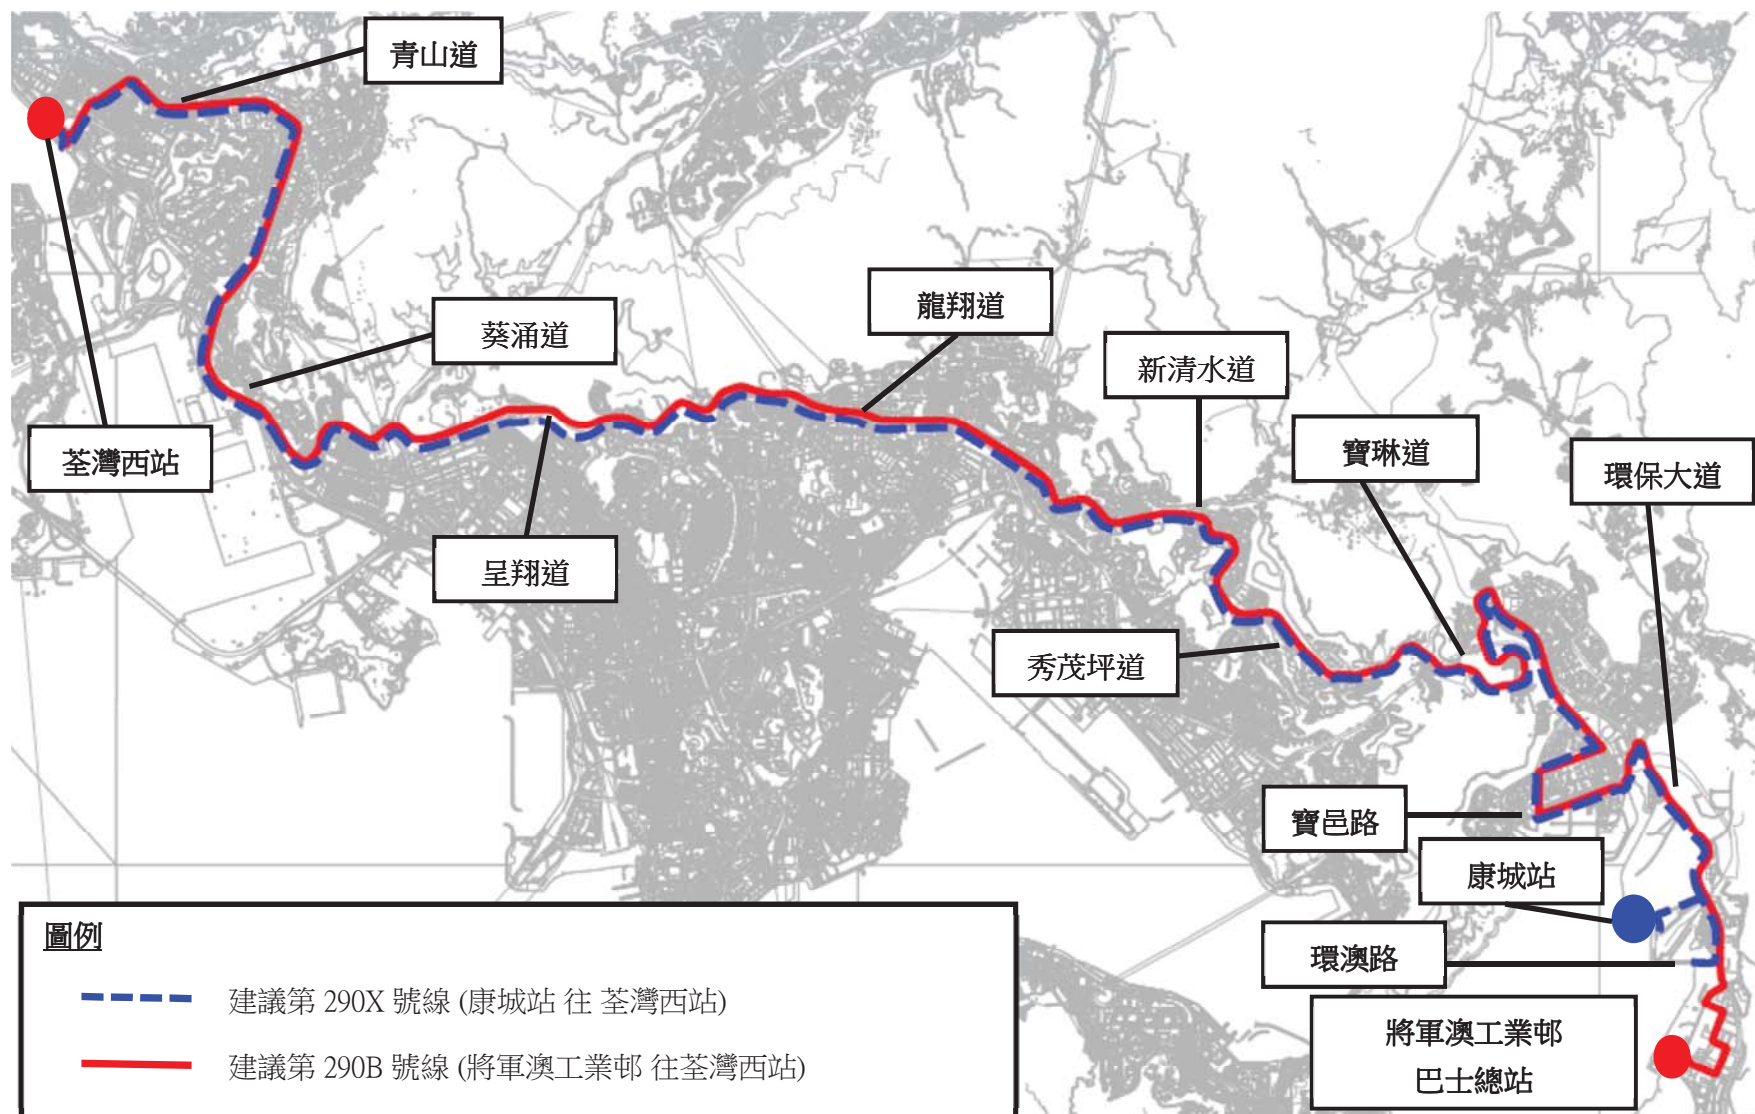 青山道
龍翔道
葵涌道
新清水道
寶琳道
荃灣西站
環保大道
呈翔道
秀茂坪道
寶邑路
康城站
環澳路
將軍澳工業邨
巴士總站
圖例
建議第 290X 號線 (康城站 往 荃灣西站)
建議第 290B 號線 (將軍澳工業邨 往荃灣西站)